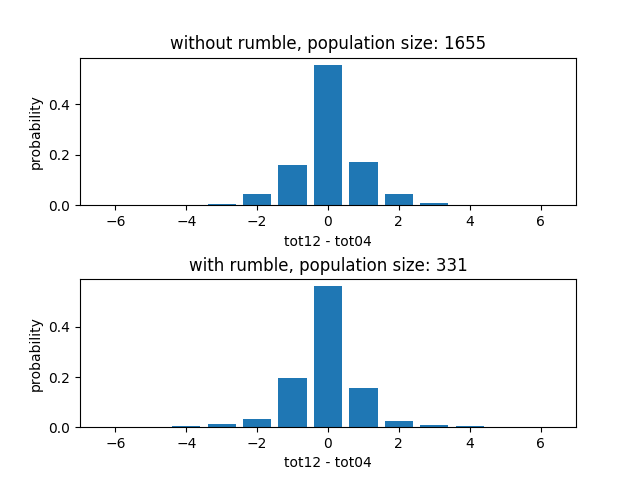 without rumble, population size: 1655
probability
0.4
0.2
0.0
−6 −4 −2 0 2 4 6
tot12 - tot04
with rumble, population size: 331
probability
0.4
0.2
0.0
−6 −4 −2 0 2 4 6
tot12 - tot04